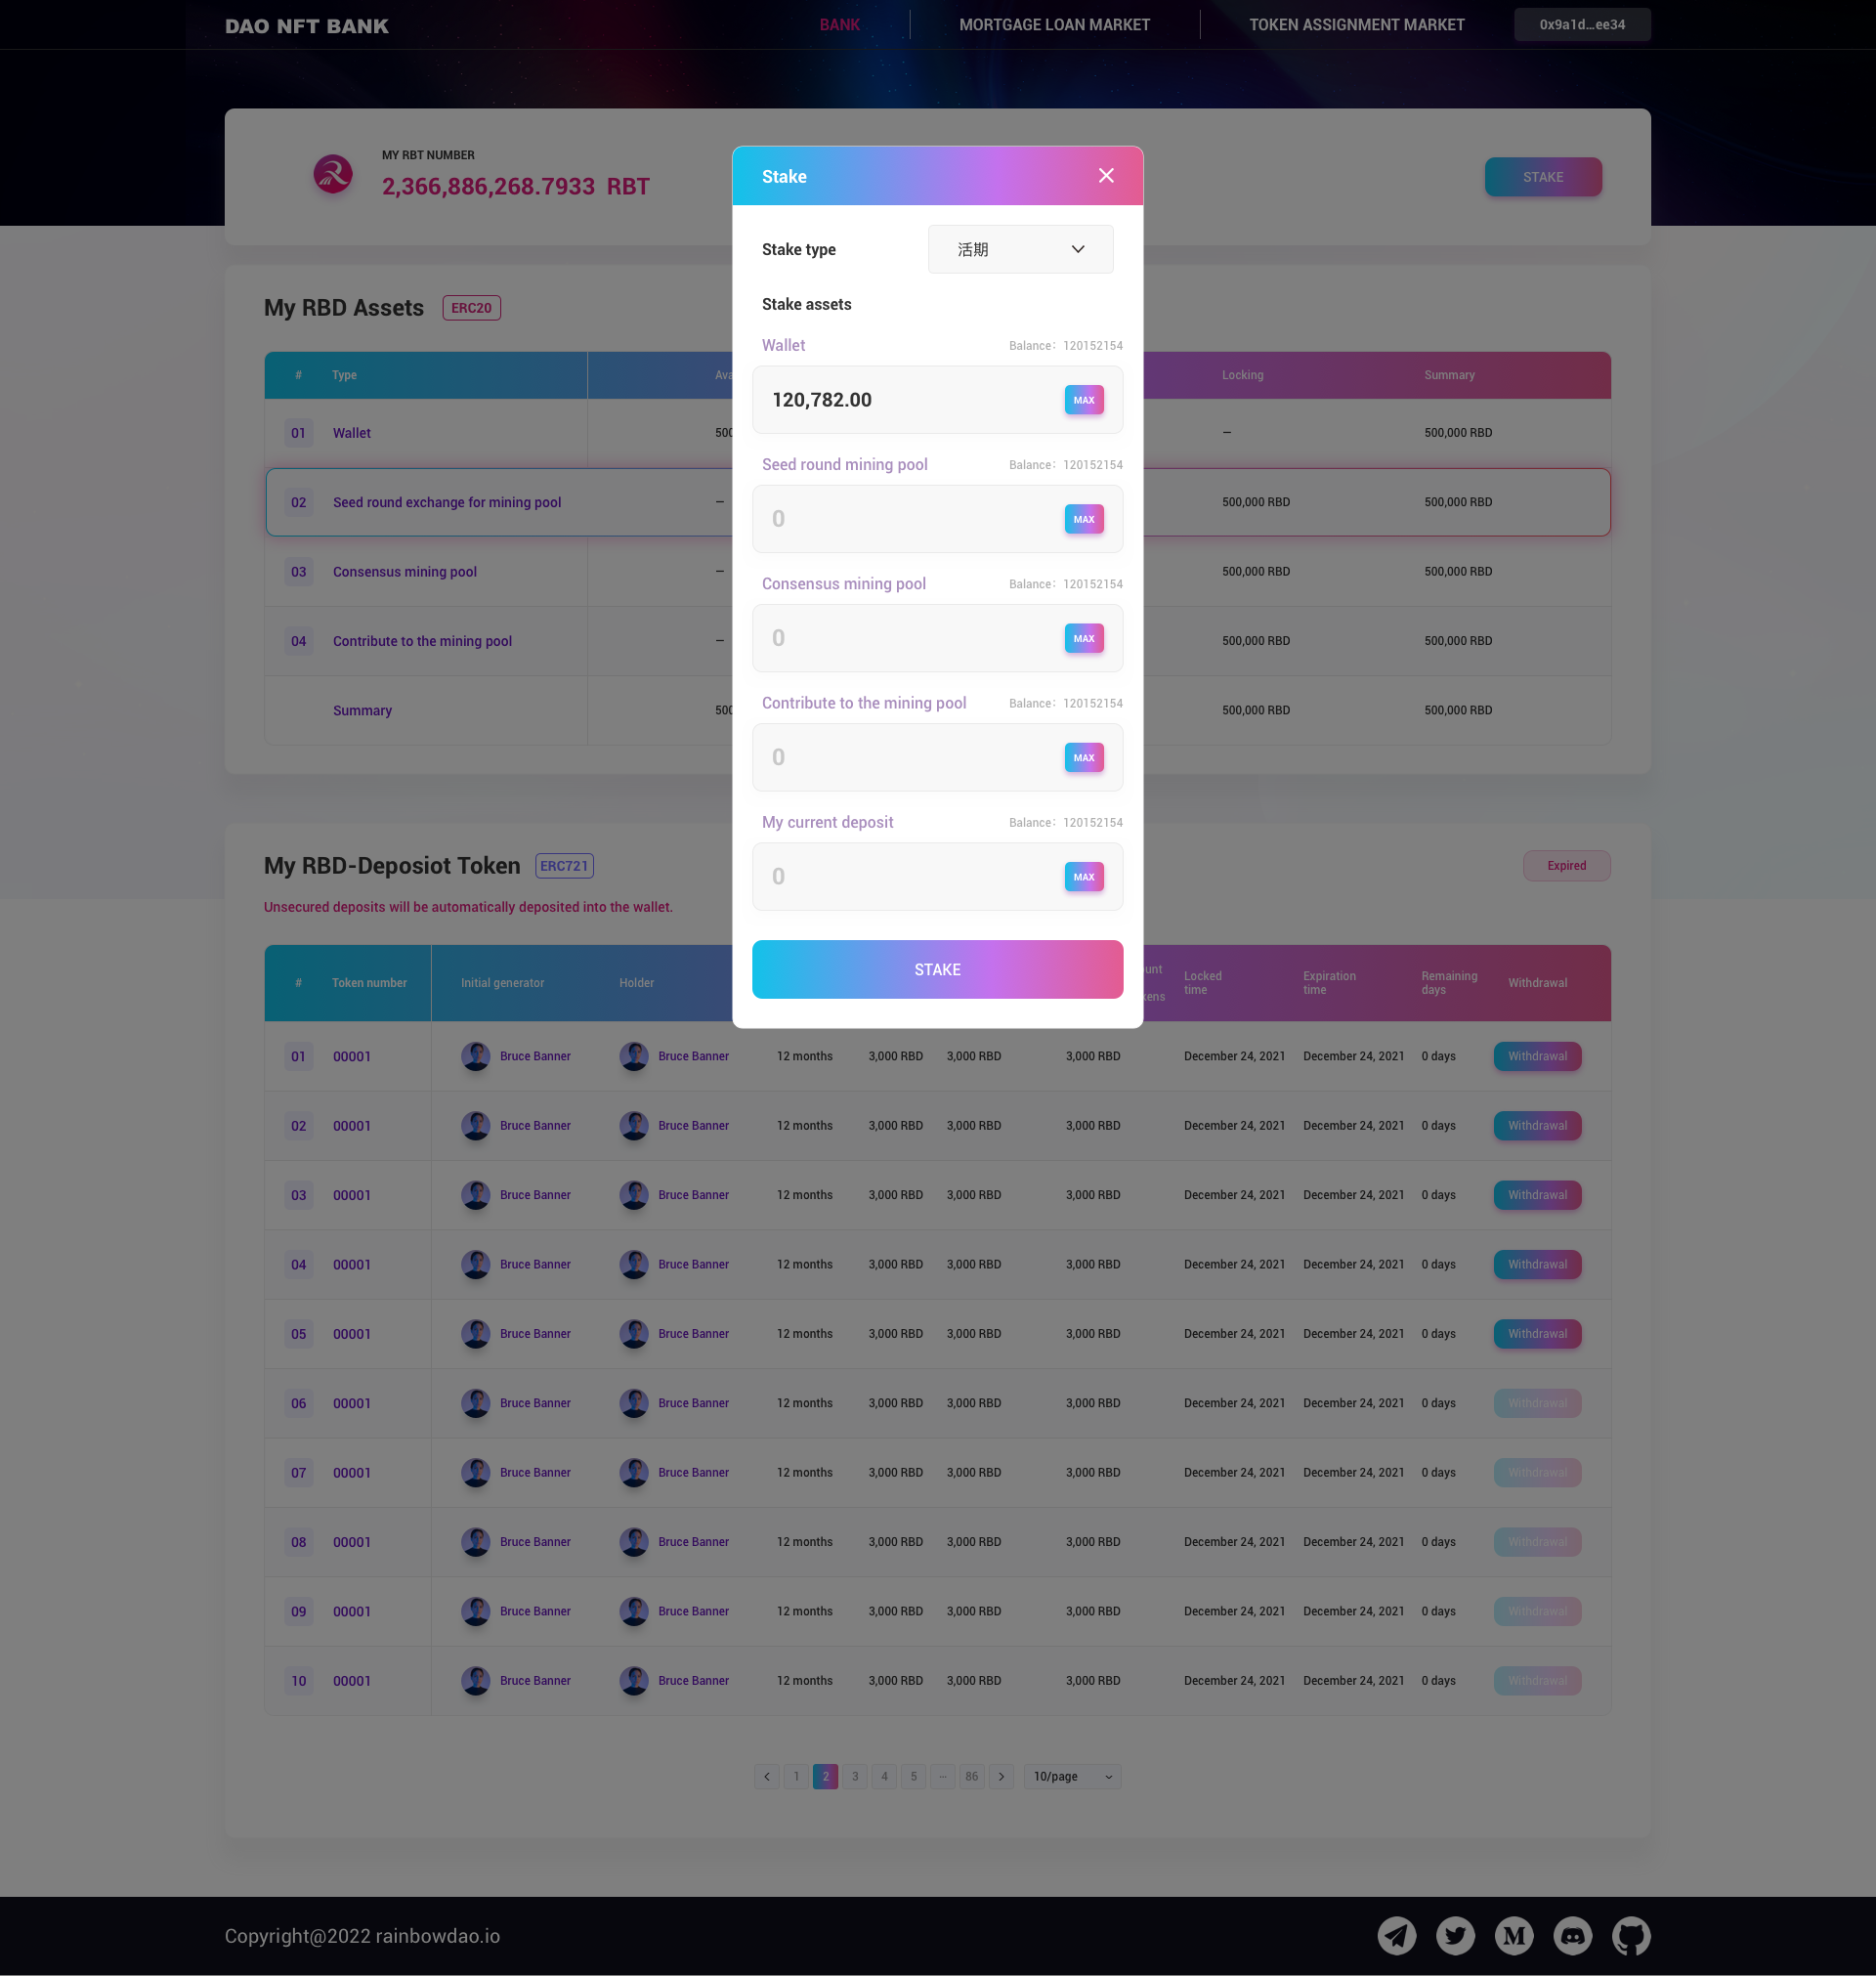 DAO NFT BANK
BANK
MORTGAGE LOAN MARKET
TOKEN ASSIGNMENT MARKET
0x9a1d...ee34
MY RBT NUMBER
2,366,886,268.7933 RBT
STAKE
Stake
Stake type
活期
Stake assets
Wallet
Balance: 120152154
120,782.00
MAX
Seed round mining pool
Balance: 120152154
0
MAX
Consensus mining pool
Balance: 120152154
0
MAX
Contribute to the mining pool
Balance: 120152154
0
MAX
My current deposit
Balance: 120152154
0
MAX
STAKE
My RBD Assets
ERC20
# Type Locking Summary
01 Wallet — 500,000 RBD
02 Seed round exchange for mining pool — 500,000 RBD 500,000 RBD
03 Consensus mining pool — 500,000 RBD 500,000 RBD
04 Contribute to the mining pool — 500,000 RBD 500,000 RBD
Summary 500,000 RBD 500,000 RBD
My RBD-Deposiot Token
ERC721
Expired
Unsecured deposits will be automatically deposited into the wallet.
# Token number Initial generator Holder Locked time Expiration time Remaining days Withdrawal
01 00001 Bruce Banner Bruce Banner 12 months 3,000 RBD 3,000 RBD 3,000 RBD December 24, 2021 December 24, 2021 0 days Withdrawal
02 00001 Bruce Banner Bruce Banner 12 months 3,000 RBD 3,000 RBD 3,000 RBD December 24, 2021 December 24, 2021 0 days Withdrawal
03 00001 Bruce Banner Bruce Banner 12 months 3,000 RBD 3,000 RBD 3,000 RBD December 24, 2021 December 24, 2021 0 days Withdrawal
04 00001 Bruce Banner Bruce Banner 12 months 3,000 RBD 3,000 RBD 3,000 RBD December 24, 2021 December 24, 2021 0 days Withdrawal
05 00001 Bruce Banner Bruce Banner 12 months 3,000 RBD 3,000 RBD 3,000 RBD December 24, 2021 December 24, 2021 0 days Withdrawal
06 00001 Bruce Banner Bruce Banner 12 months 3,000 RBD 3,000 RBD 3,000 RBD December 24, 2021 December 24, 2021 0 days Withdrawal
07 00001 Bruce Banner Bruce Banner 12 months 3,000 RBD 3,000 RBD 3,000 RBD December 24, 2021 December 24, 2021 0 days Withdrawal
08 00001 Bruce Banner Bruce Banner 12 months 3,000 RBD 3,000 RBD 3,000 RBD December 24, 2021 December 24, 2021 0 days Withdrawal
09 00001 Bruce Banner Bruce Banner 12 months 3,000 RBD 3,000 RBD 3,000 RBD December 24, 2021 December 24, 2021 0 days Withdrawal
10 00001 Bruce Banner Bruce Banner 12 months 3,000 RBD 3,000 RBD 3,000 RBD December 24, 2021 December 24, 2021 0 days Withdrawal
1 2 3 4 5 ... 86 10/page
Copyright@2022 rainbowdao.io